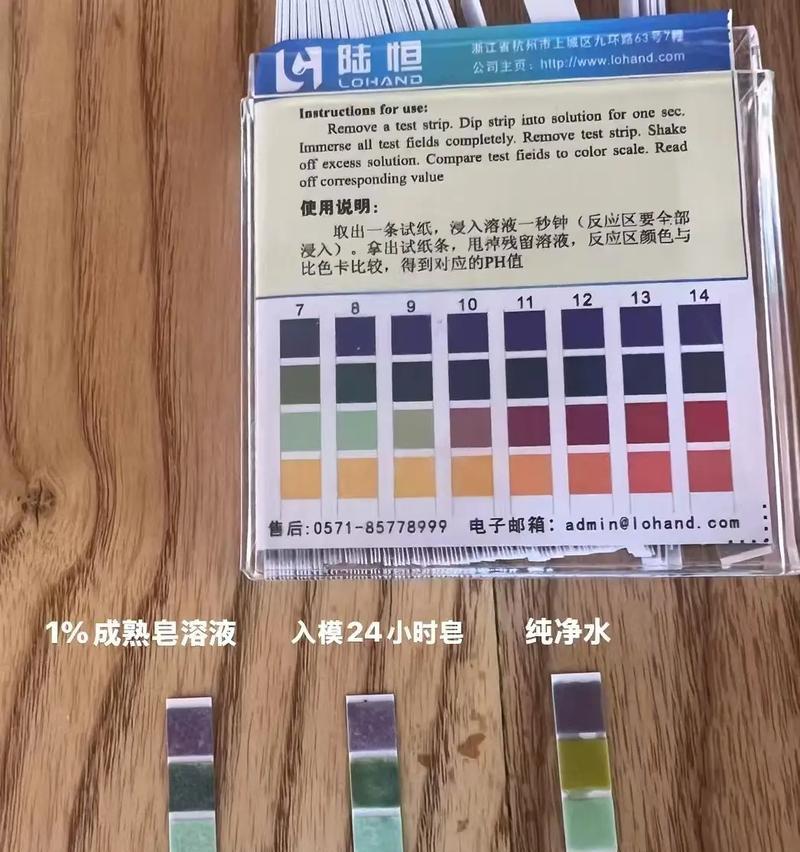 陆恒
LOHAND
浙江省杭州市上城区九环路63号7幢
公司主页：http://www.lohand.com
Instructions for use:
Remove a test strip. Dip strip into solution for one sec.
Immerse all test fields completely. Remove test strip. Shake
off excess solution. Compare test fieids to color scale. Read
off corresponding value
使用说明：
取出一条试纸，浸入溶液一秒钟（反应区要全部
浸入）。拿出试纸条，甩掉残留溶液，反应区颜色与
比色卡比较，得到对应的PH值
7 8 9 10 11 12 13 14
售后:0571-85778999 电子邮箱：admin@lohand.com
1%成熟皂溶液 入模24小时皂 纯净水